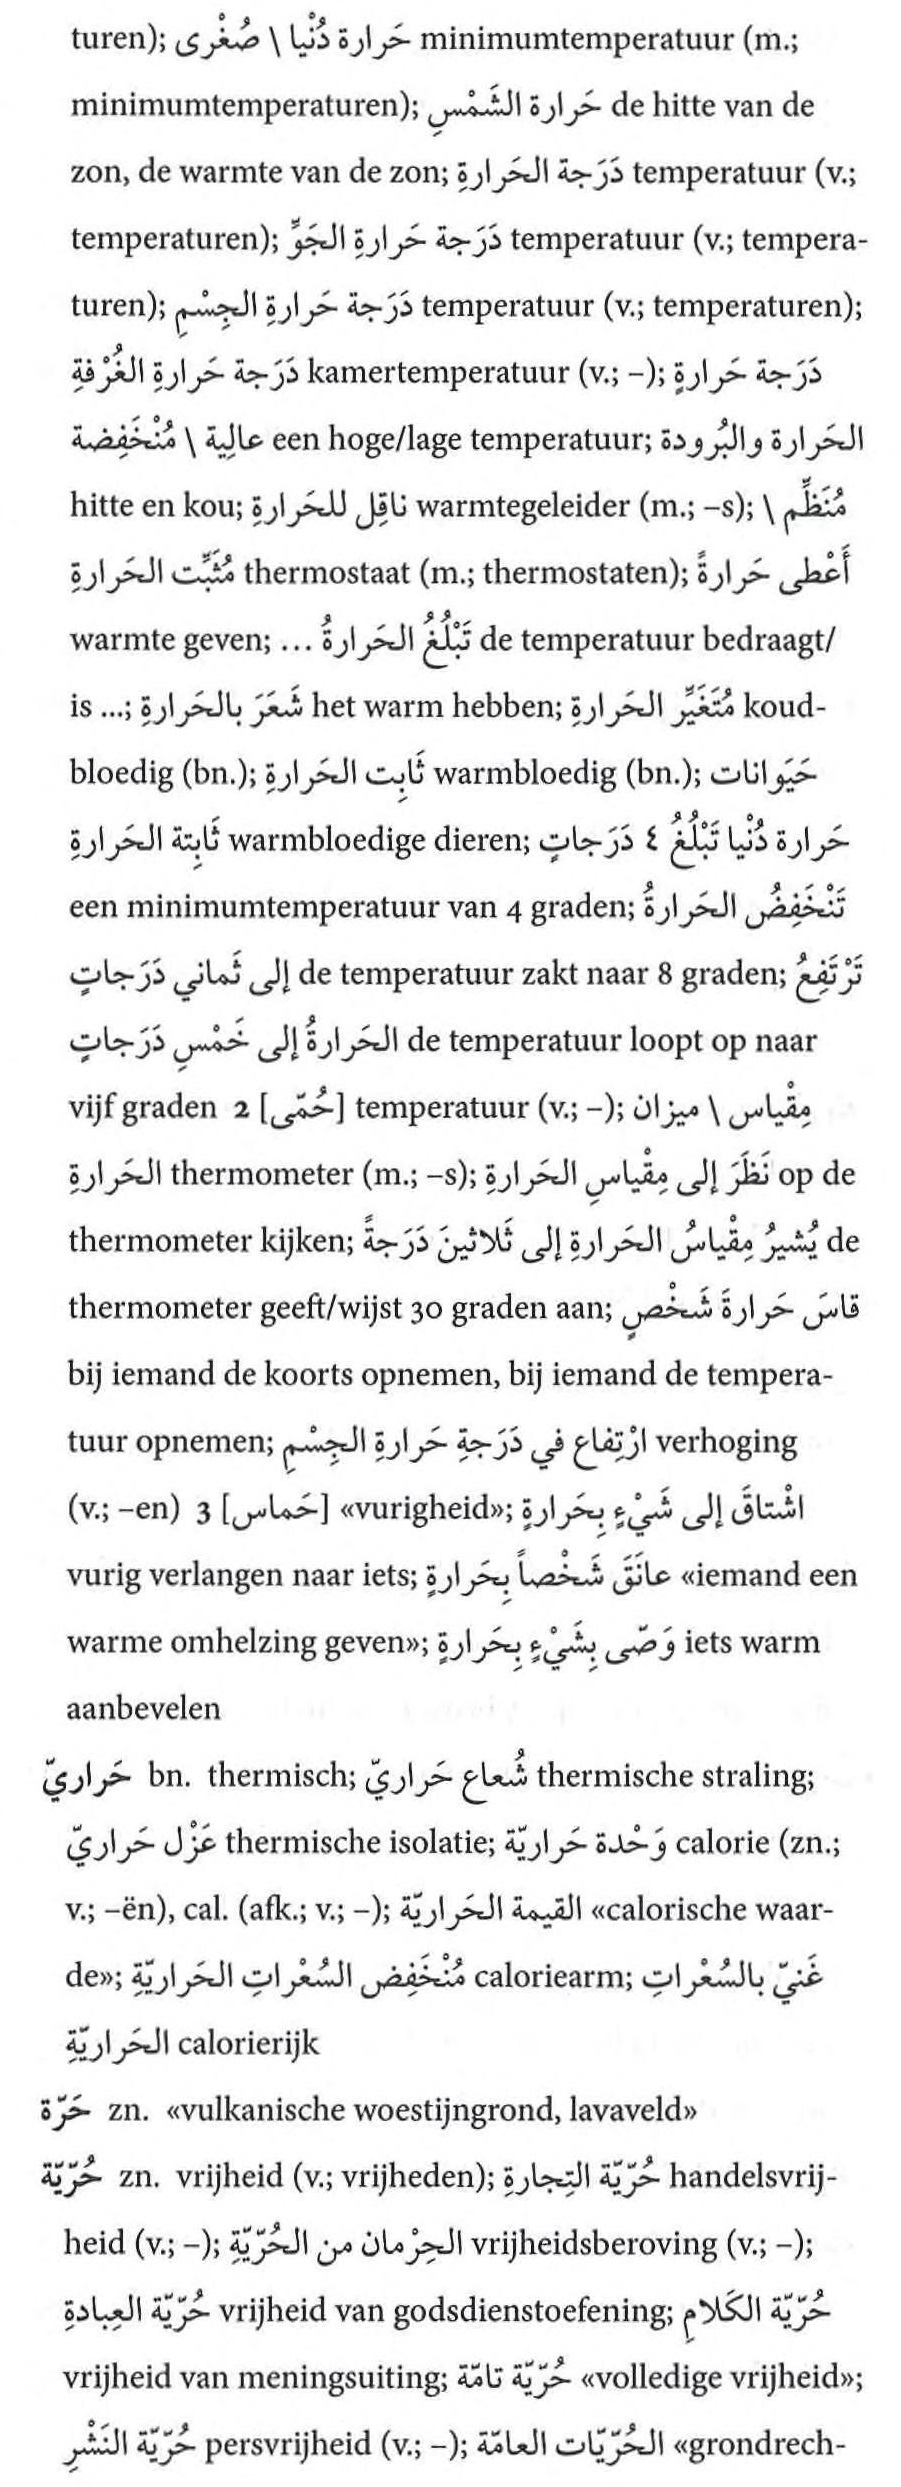 turen); حَرارة دُنْيا \ صُغْرى minimumtemperatuur (m.;
minimumtemperaturen); حَرارة الشَمْسِ de hitte van de
zon, de warmte van de zon; دَرَجة الحَرارةِ temperatuur (v.;
temperaturen); دَرَجة حَرارةِ الجَوِّ temperatuur (v.; tempera-
turen); دَرَجة حَرارةِ الجِسْمِ temperatuur (v.; temperaturen);
دَرَجة حَرارةِ الغُرْفةِ kamertemperatuur (v.; –); دَرَجة حَرارةٍ
عالِية \ مُنْخَفِضة een hoge/lage temperatuur; الحَرارة والبُرودة
hitte en kou; ناقِل للحَرارةِ warmtegeleider (m.; –s); مُنَظِّم \
مُثَبِّت الحَرارةِ thermostaat (m.; thermostaten); أَعْطى حَرارةً
warmte geven; تَبْلُغُ الحَرارةُ ... de temperatuur bedraagt/
is ...; شَعَرَ بالحَرارةِ het warm hebben; مُتَغَيِّر الحَرارةِ koud-
bloedig (bn.); ثَابِت الحَرارةِ warmbloedig (bn.); حَيَوانات
ثَابِتة الحَرارةِ warmbloedige dieren; حَرارة دُنْيا تَبْلُغُ ٤ دَرَجاتٍ
een minimumtemperatuur van 4 graden; تَنْخَفِضُ الحَرارةُ
إلى ثَماني دَرَجاتٍ de temperatuur zakt naar 8 graden; تَرْتَفِعُ
الحَرارةُ إلى خَمْسِ دَرَجاتٍ de temperatuur loopt op naar
vijf graden 2 [حُمّى] temperatuur (v.; –); مِقْياس \ ميزان
الحَرارةِ thermometer (m.; –s); نَظَرَ إلى مِقْياسِ الحَرارةِ op de
thermometer kijken; يُشيرُ مِقْياسُ الحَرارةِ إلى ثَلاثينَ دَرَجةً de
thermometer geeft/wijst 30 graden aan; قاسَ حَرارةَ شَخْصٍ
bij iemand de koorts opnemen, bij iemand de tempera-
tuur opnemen; ارْتِفاع في دَرَجةِ حَرارةِ الجِسْمِ verhoging
(v.; –en) 3 [حَماس] «vurigheid»; اشْتاقَ إلى شَيْءٍ بِحَرارةٍ
vurig verlangen naar iets; عانَقَ شَخْصاً بِحَرارةٍ «iemand een
warme omhelzing geven»; وَصّى بِشَيْءٍ بِحَرارةٍ iets warm
aanbevelen
حَراريّ bn. thermisch; شُعاع حَراريّ thermische straling;
عَزْل حَراريّ thermische isolatie; وَحْدة حَراريّة calorie (zn.;
v.; –ën), cal. (afk.; v.; –); القيمة الحَراريّة «calorische waar-
de»; مُنْخَفِض السُعْراتِ الحَراريّةِ caloriearm; غَنيّ بالسُعْراتِ
الحَراريّةِ calorierijk
حَرّة zn. «vulkanische woestijngrond, lavaveld»
حُرّيّة zn. vrijheid (v.; vrijheden); حُرّيّة التِجارةِ handelsvrij-
heid (v.; –); الحِرْمان من الحُرّيّةِ vrijheidsberoving (v.; –);
حُرّيّة العِبادةِ vrijheid van godsdienstoefening; حُرّيّة الكَلامِ
vrijheid van meningsuiting; حُرّيّة تامّة «volledige vrijheid»;
حُرّيّة النَشْرِ persvrijheid (v.; –); الحُرّيّات العامّة «grondrech-